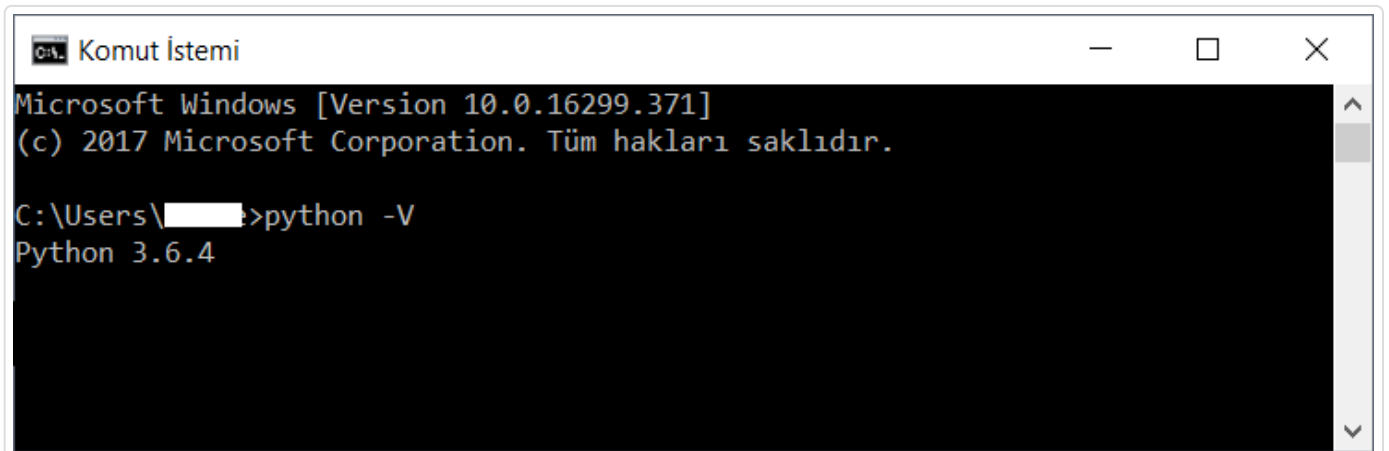 Komut İstemi
Microsoft Windows [Version 10.0.16299.371]
(c) 2017 Microsoft Corporation. Tüm hakları saklıdır.
C:\Users\>python -V
Python 3.6.4